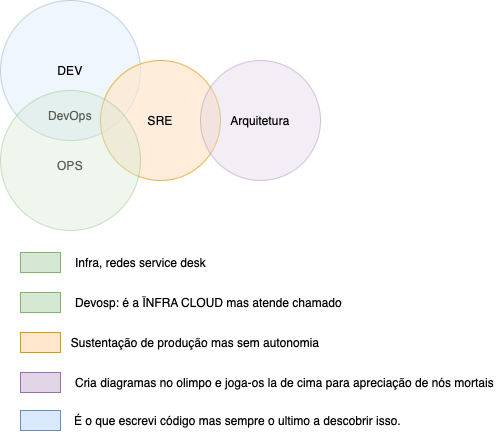 DEV
DevOps
SRE
Arquitetura
OPS
Infra, redes service desk
Devosp: é a ÏNFRA CLOUD mas atende chamado
Sustentação de produção mas sem autonomia
Cria diagramas no olimpo e joga-os la de cima para apreciação de nós mortais
É o que escrevi código mas sempre o ultimo a descobrir isso.